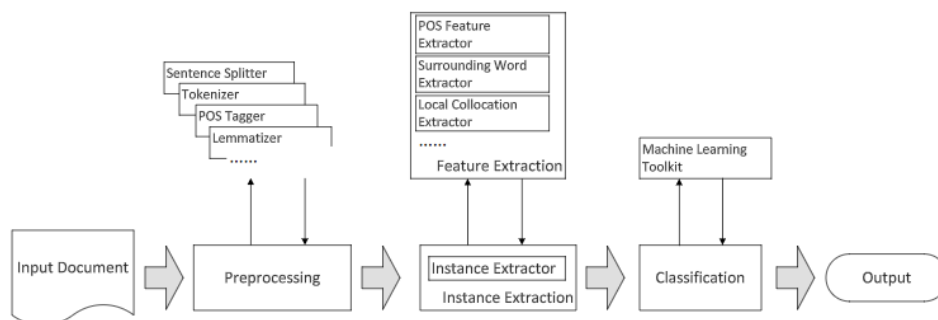 POS Feature
Extractor
Surrounding Word
Extractor
Local Collocation
Extractor
......
Feature Extraction
Sentence Splitter
Tokenizer
POS Tagger
Lemmatizer
......
Machine Learning
Toolkit
Input Document
Preprocessing
Instance Extractor
Instance Extraction
Classification
Output